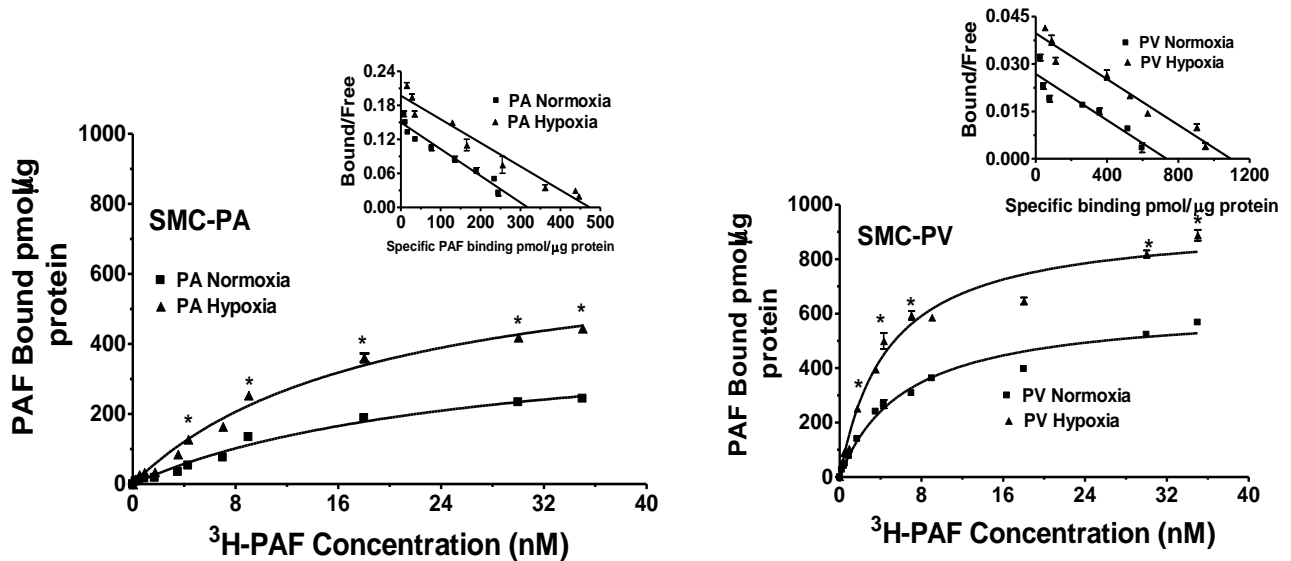 0.24
0.18
0.12
0.06
0.00
Bound/Free
PA Normoxia
PA Hypoxia
0 100 200 300 400 500
Specific PAF binding pmol/μg protein
1000
800
600
400
200
0
PAF Bound pmol/μg
protein
SMC-PA
PA Normoxia
PA Hypoxia
*
*
*
*
*
0 8 16 24 32 40
³H-PAF Concentration (nM)
0.045
0.030
0.015
0.000
Bound/Free
PV Normoxia
PV Hypoxia
0 400 800 1200
Specific binding pmol/μg protein
1000
800
600
400
200
0
PAF Bound pmol/μg
protein
SMC-PV
*
*
*
*
*
PV Normoxia
PV Hypoxia
0 8 16 24 32 40
³H-PAF Concentration (nM)